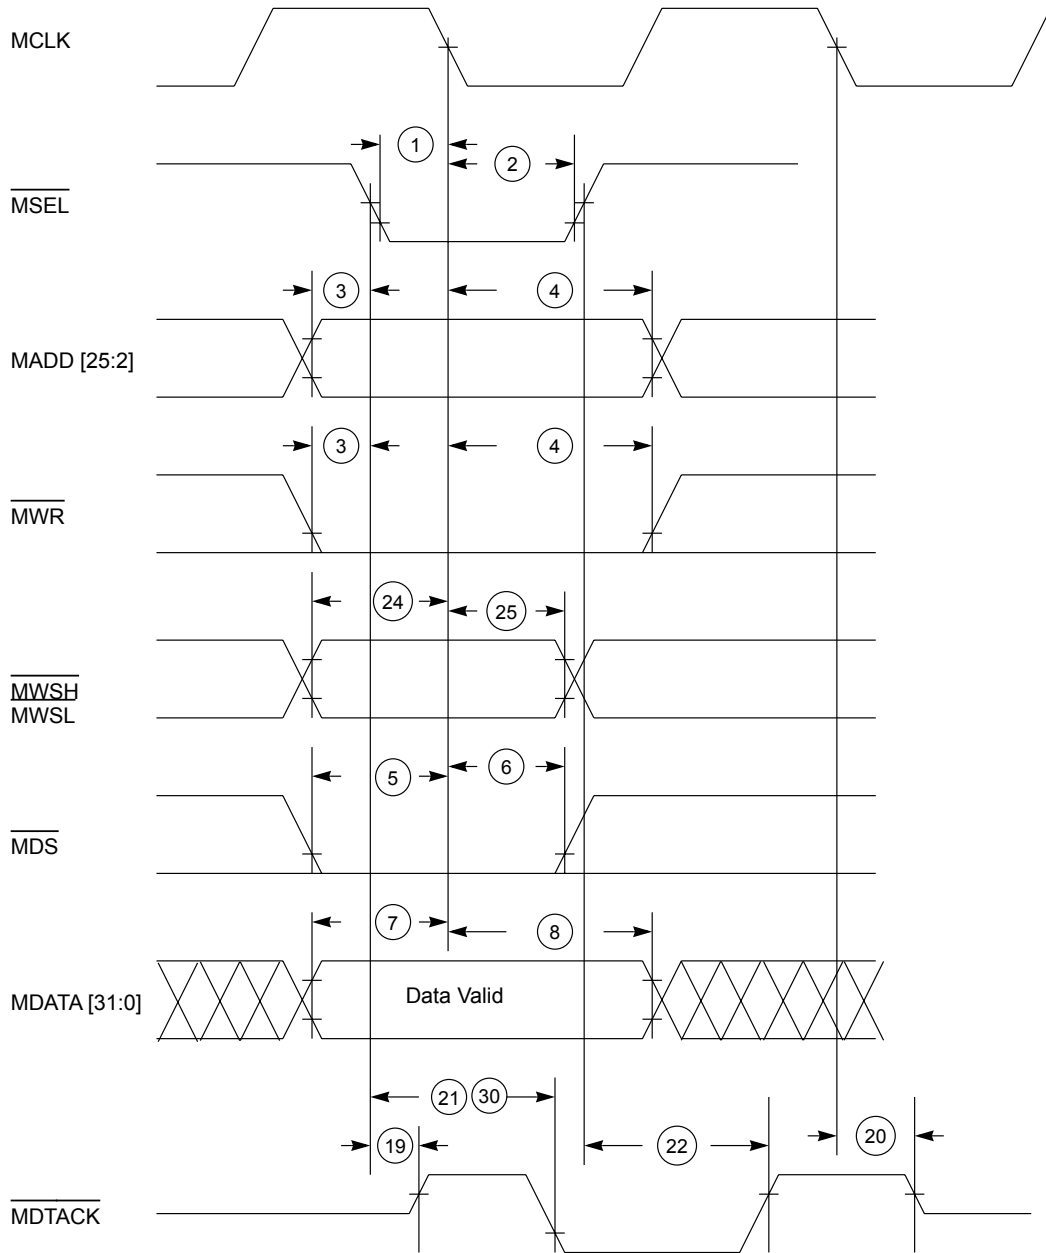 MCLK
1
2
MSEL
3
4
MADD [25:2]
3
4
MWR
24
25
MWSH
MWSL
5
6
MDS
7
8
MDATA [31:0]
Data Valid
21 30
19
22
20
MDTACK